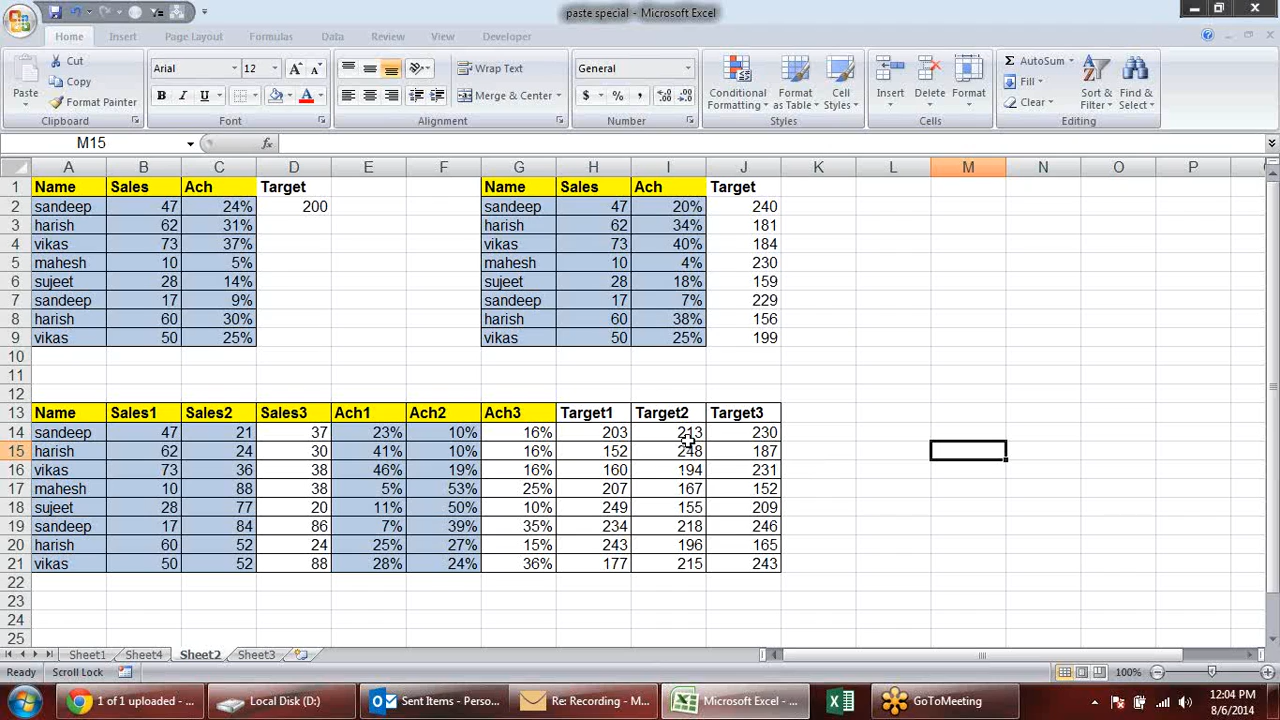 paste special - Microsoft Excel
Home Insert Page Layout Formulas Data Review View Developer
Paste
Cut
Copy
Format Painter
Clipboard
Arial 12
B I U A
Font
Wrap Text
Merge & Center
Alignment
General
$ % ,
Number
Conditional Formatting
Format as Table
Cell Styles
Styles
Insert Delete Format
Cells
Σ AutoSum
Fill
Clear
Sort & Filter
Find & Select
Editing
M15 fx
A B C D E F G H I J K L M N O P
1 Name Sales Ach Target Name Sales Ach Target
2 sandeep 47 24% 200 sandeep 47 20% 240
3 harish 62 31% harish 62 34% 181
4 vikas 73 37% vikas 73 40% 184
5 mahesh 10 5% mahesh 10 4% 230
6 sujeet 28 14% sujeet 28 18% 159
7 sandeep 17 9% sandeep 17 7% 229
8 harish 60 30% harish 60 38% 156
9 vikas 50 25% vikas 50 25% 199
10
11
12
13 Name Sales1 Sales2 Sales3 Ach1 Ach2 Ach3 Target1 Target2 Target3
14 sandeep 47 21 37 23% 10% 16% 203 213 230
15 harish 62 24 30 41% 10% 16% 152 248 187
16 vikas 73 36 38 46% 19% 16% 160 194 231
17 mahesh 10 88 38 5% 53% 25% 207 167 152
18 sujeet 28 77 20 11% 50% 10% 249 155 209
19 sandeep 17 84 86 7% 39% 35% 234 218 246
20 harish 60 52 24 25% 27% 15% 243 196 165
21 vikas 50 52 88 28% 24% 36% 177 215 243
22
23
24
25
Sheet1 Sheet4 Sheet2 Sheet3
Ready Scroll Lock 100%
1 of 1 uploaded - ... Local Disk (D:) Sent Items - Perso... Re: Recording - M... Microsoft Excel - ... GoToMeeting
12:04 PM
8/6/2014